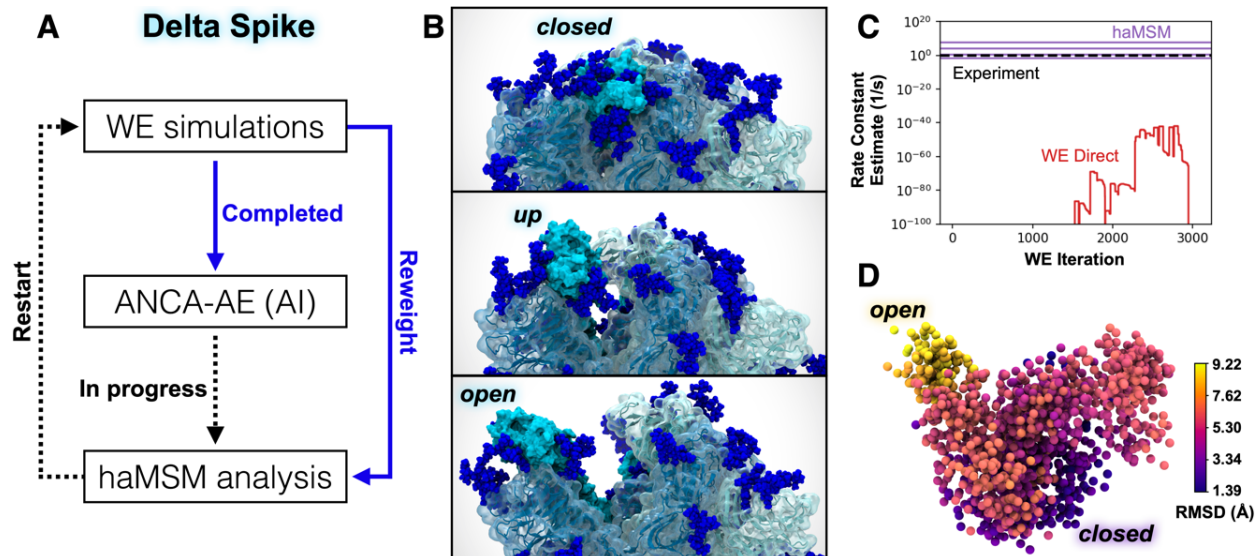 A
Delta Spike
WE simulations
Completed
Restart
Reweight
ANCA-AE (AI)
In progress
haMSM analysis
B
closed
up
open
C
10^20
10^0
10^-20
10^-40
10^-60
10^-80
10^-100
Rate Constant
Estimate (1/s)
haMSM
Experiment
WE Direct
0
1000
2000
3000
WE Iteration
D
open
closed
9.22
7.62
5.30
3.34
1.39
RMSD (Å)